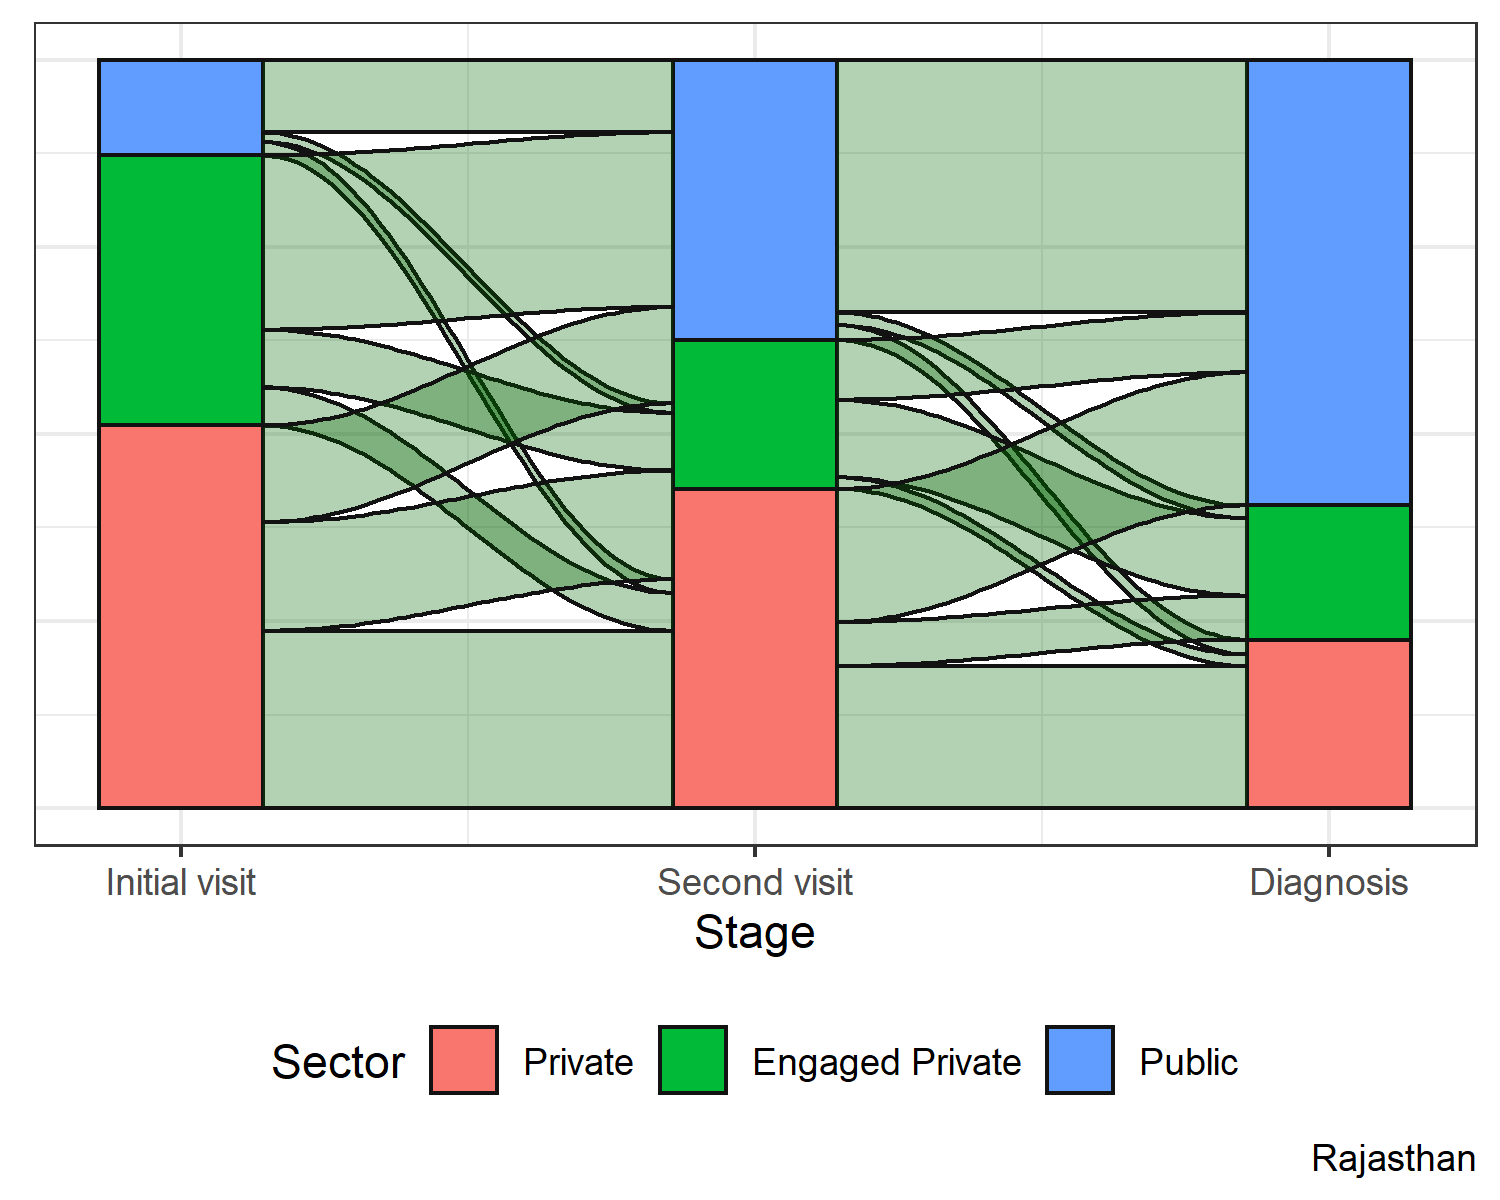 Initial visit Second visit Diagnosis
Stage
Sector Private Engaged Private Public
Rajasthan